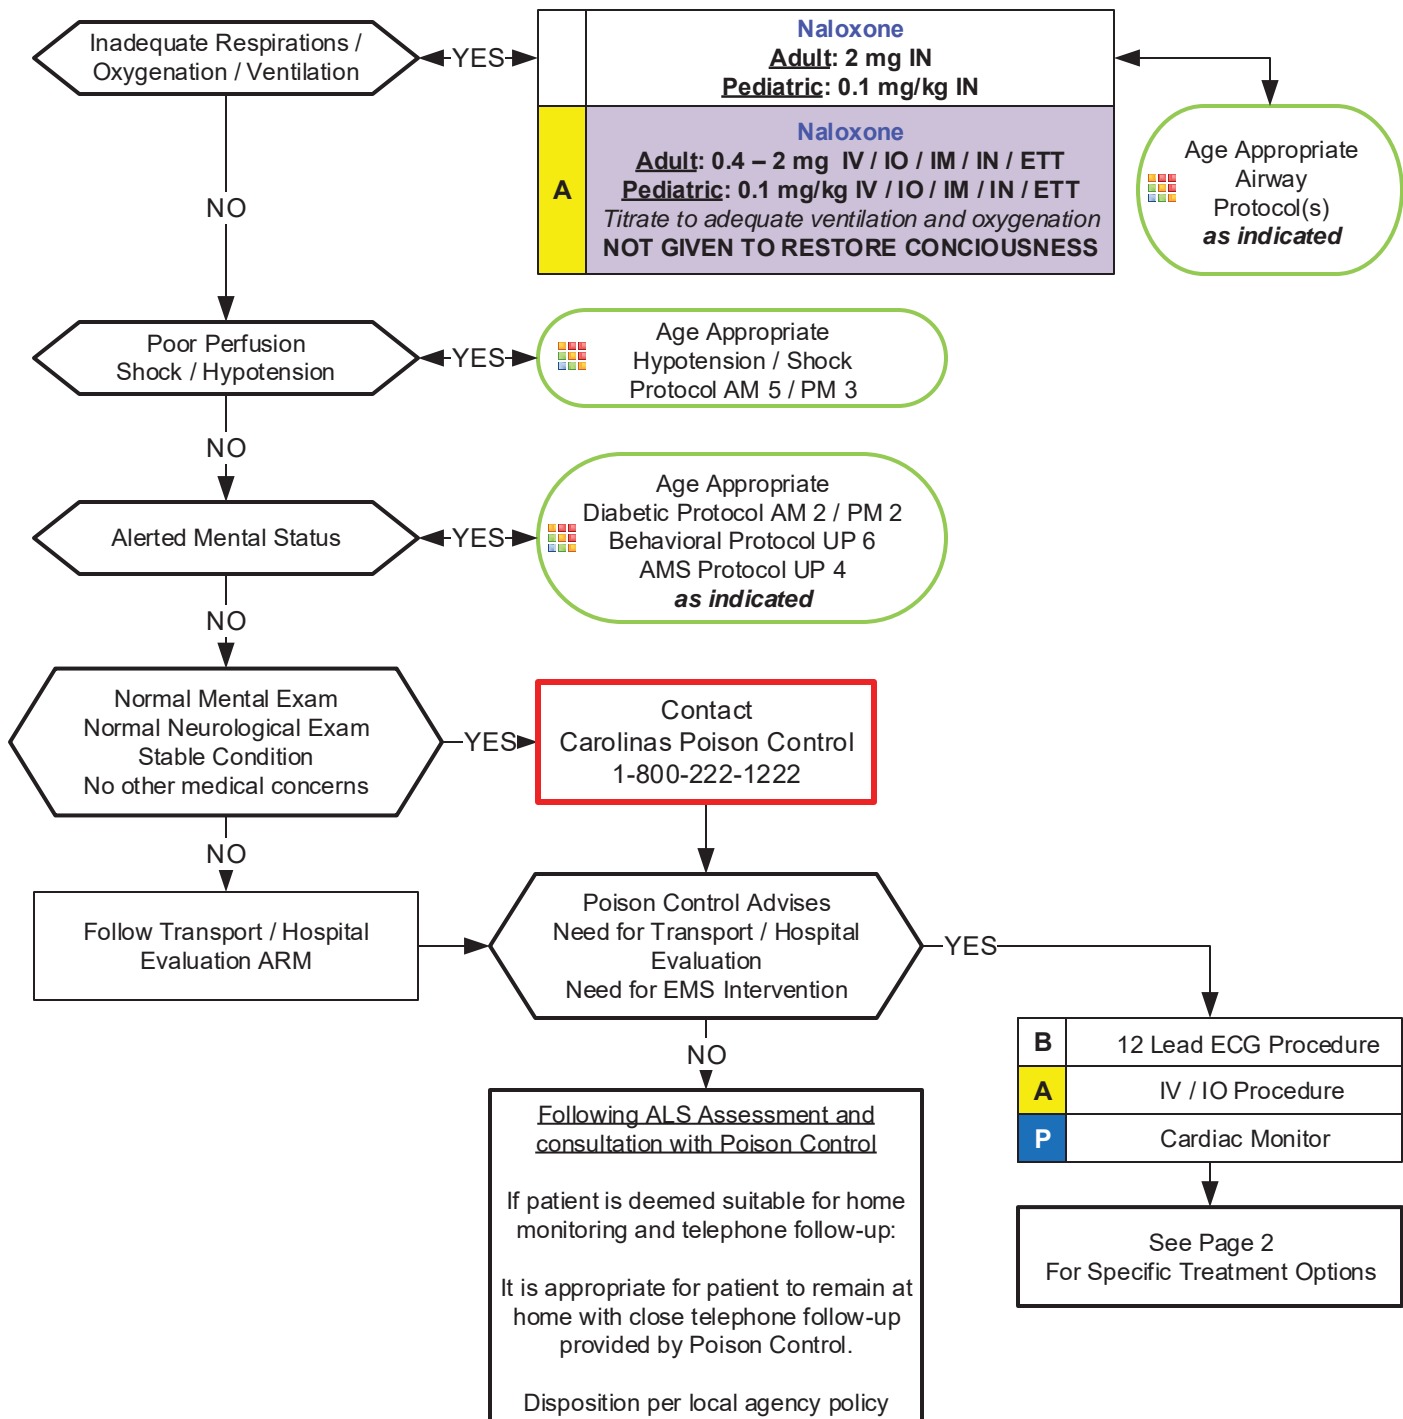 Inadequate Respirations /
Oxygenation / Ventilation
YES
Naloxone
Adult: 2 mg IN
Pediatric: 0.1 mg/kg IN
A
Naloxone
Adult: 0.4 – 2 mg IV / IO / IM / IN / ETT
Pediatric: 0.1 mg/kg IV / IO / IM / IN / ETT
Titrate to adequate ventilation and oxygenation
NOT GIVEN TO RESTORE CONCIOUSNESS
Age Appropriate
Airway
Protocol(s)
as indicated
NO
Poor Perfusion
Shock / Hypotension
YES
Age Appropriate
Hypotension / Shock
Protocol AM 5 / PM 3
NO
Alerted Mental Status
YES
Age Appropriate
Diabetic Protocol AM 2 / PM 2
Behavioral Protocol UP 6
AMS Protocol UP 4
as indicated
NO
Normal Mental Exam
Normal Neurological Exam
Stable Condition
No other medical concerns
YES
Contact
Carolinas Poison Control
1-800-222-1222
NO
Follow Transport / Hospital
Evaluation ARM
Poison Control Advises
Need for Transport / Hospital
Evaluation
Need for EMS Intervention
YES
B
12 Lead ECG Procedure
A
IV / IO Procedure
P
Cardiac Monitor
See Page 2
For Specific Treatment Options
NO
Following ALS Assessment and
consultation with Poison Control
If patient is deemed suitable for home
monitoring and telephone follow-up:
It is appropriate for patient to remain at
home with close telephone follow-up
provided by Poison Control.
Disposition per local agency policy